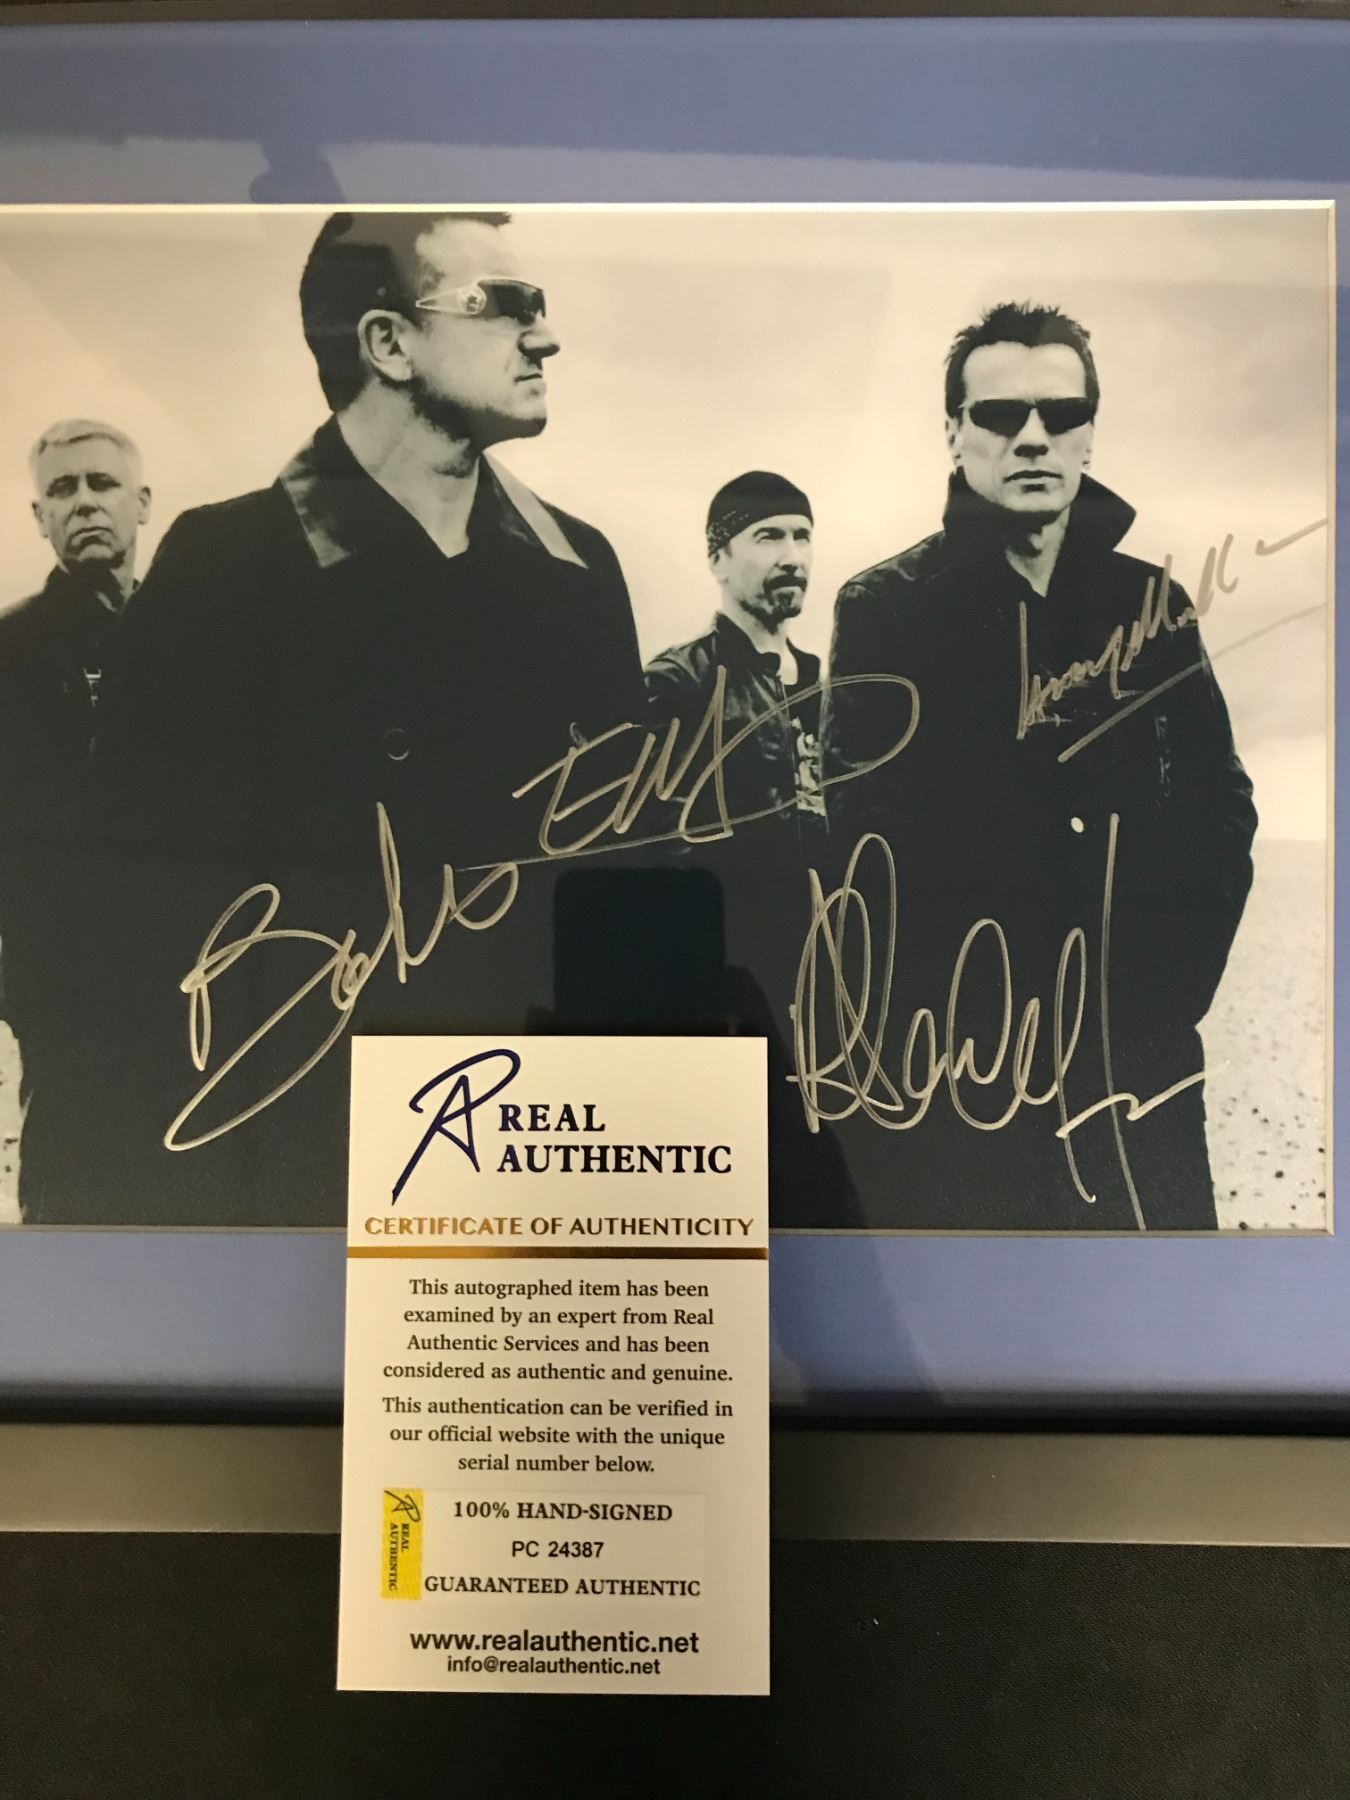 REAL
AUTHENTIC
CERTIFICATE OF AUTHENTICITY
This autographed item has been
examined by an expert from Real
Authentic Services and has been
considered as authentic and genuine.
This authentication can be verified in
our official website with the unique
serial number below.
REAL
AUTHENTIC
100% HAND-SIGNED
PC 24387
GUARANTEED AUTHENTIC
www.realauthentic.net
info@realauthentic.net